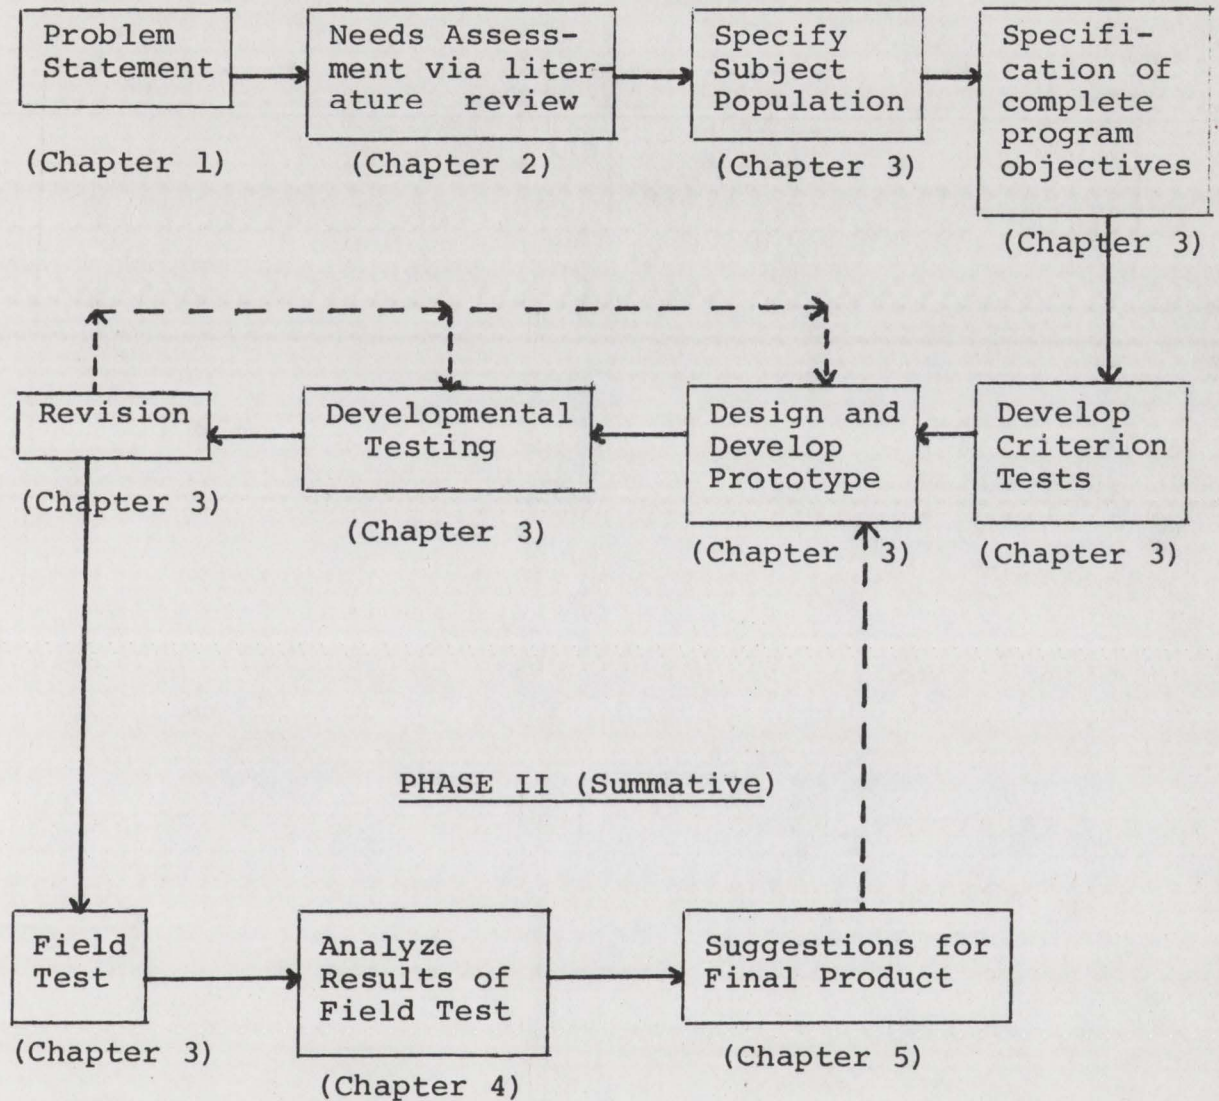 Problem
Statement
(Chapter 1)
Needs Assess-
ment via liter-
ature review
(Chapter 2)
Specify
Subject
Population
(Chapter 3)
Specifi-
cation of
complete
program
objectives
(Chapter 3)
Revision
(Chapter 3)
Developmental
Testing
(Chapter 3)
Design and
Develop
Prototype
(Chapter 3)
Develop
Criterion
Tests
(Chapter 3)
PHASE II (Summative)
Field
Test
(Chapter 3)
Analyze
Results of
Field Test
(Chapter 4)
Suggestions for
Final Product
(Chapter 5)